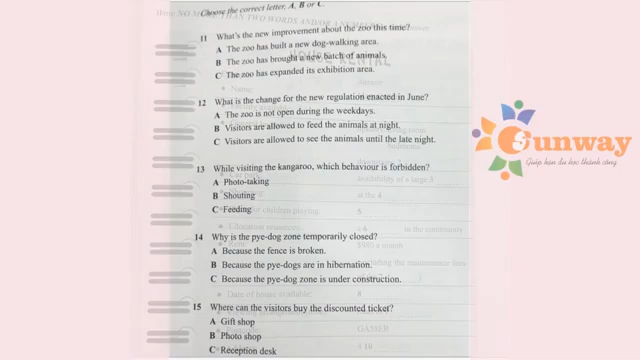 Choose the correct letter, A, B or C.
11 What's the new improvement about the zoo this time?
A The zoo has built a new dog-walking area.
B The zoo has brought a new batch of animals.
C The zoo has expanded its exhibition area.
12 What is the change for the new regulation enacted in June?
A The zoo is not open during the weekdays.
B Visitors are allowed to feed the animals at night.
C Visitors are allowed to see the animals until the late night.
13 While visiting the kangaroo, which behaviour is forbidden?
A Photo-taking
B Shouting
C Feeding
14 Why is the pye-dog zone temporarily closed?
A Because the fence is broken.
B Because the pye-dogs are in hibernation.
C Because the pye-dog zone is under construction.
15 Where can the visitors buy the discounted ticket?
A Gift shop
B Photo shop
C Reception desk
Sunway
Giúp bạn du học thành công